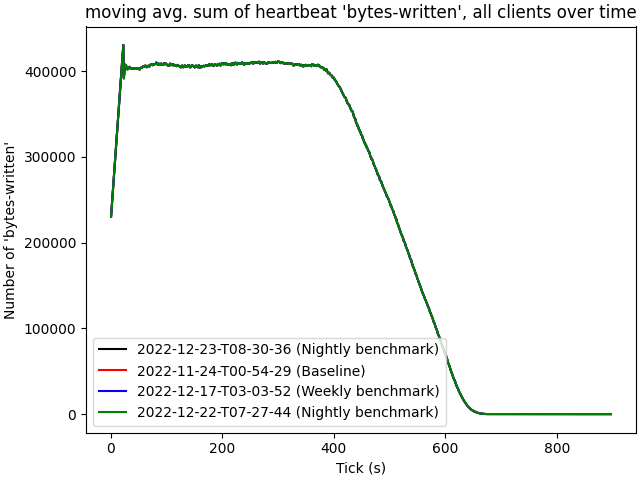 moving avg. sum of heartbeat 'bytes-written', all clients over time
Number of 'bytes-written'
400000
300000
200000
100000
0
2022-12-23-T08-30-36 (Nightly benchmark)
2022-11-24-T00-54-29 (Baseline)
2022-12-17-T03-03-52 (Weekly benchmark)
2022-12-22-T07-27-44 (Nightly benchmark)
0 200 400 600 800
Tick (s)